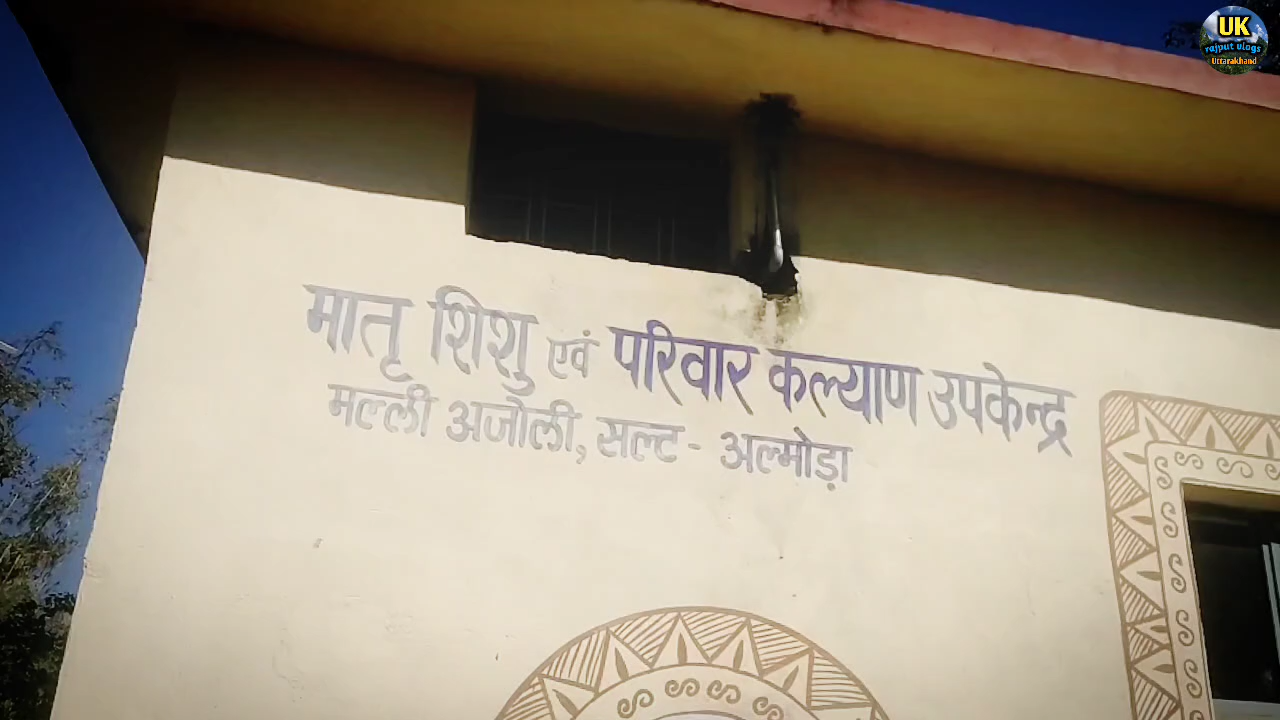 UK
rajput vlogs
Uttarakhand
मातृ शिशु एवं परिवार कल्याण उपकेन्द्र
मल्ली अजोली, सल्ट - अल्मोड़ा